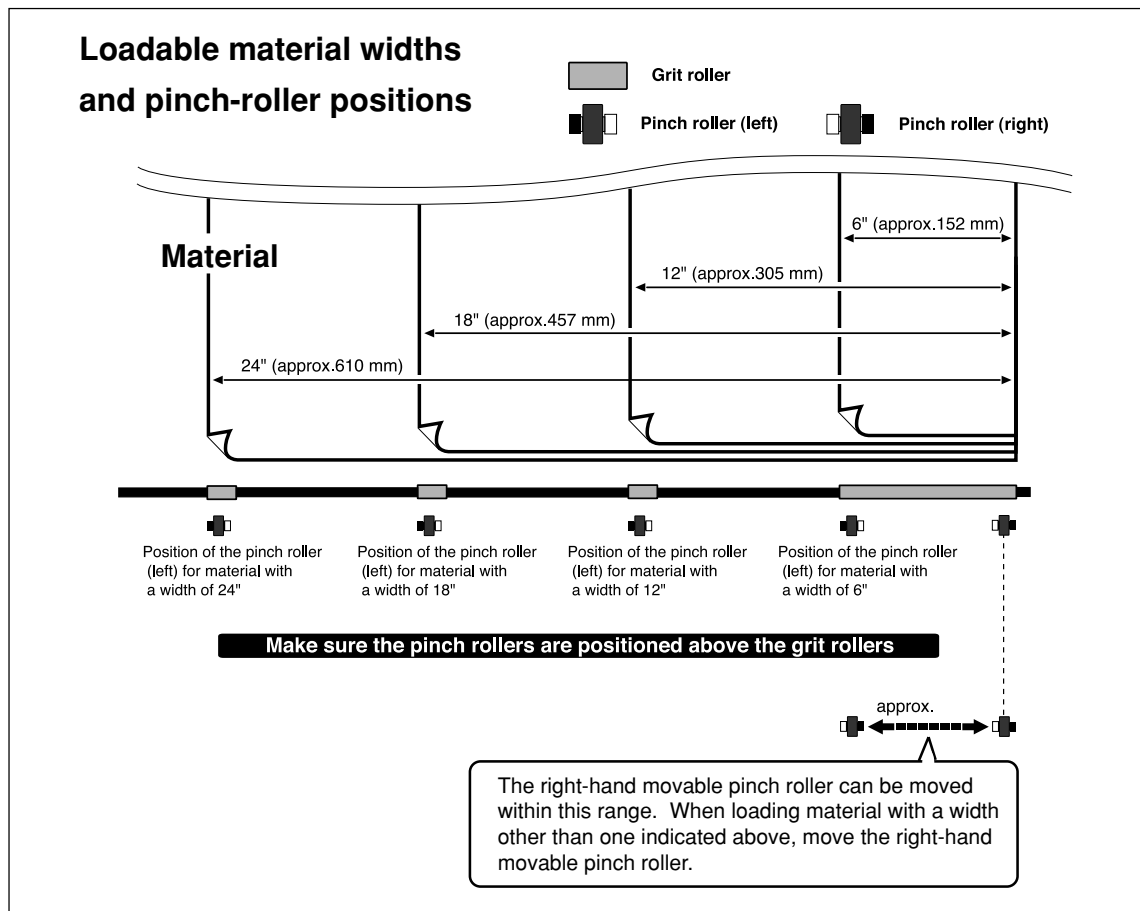 Loadable material widths
and pinch-roller positions
Grit roller
Pinch roller (left)
Pinch roller (right)
Material
6" (approx.152 mm)
12" (approx.305 mm)
18" (approx.457 mm)
24" (approx.610 mm)
Position of the pinch roller
(left) for material with
a width of 24"
Position of the pinch roller
(left) for material with
a width of 18"
Position of the pinch roller
(left) for material with
a width of 12"
Position of the pinch roller
(left) for material with
a width of 6"
Make sure the pinch rollers are positioned above the grit rollers
approx.
The right-hand movable pinch roller can be moved
within this range. When loading material with a width
other than one indicated above, move the right-hand
movable pinch roller.